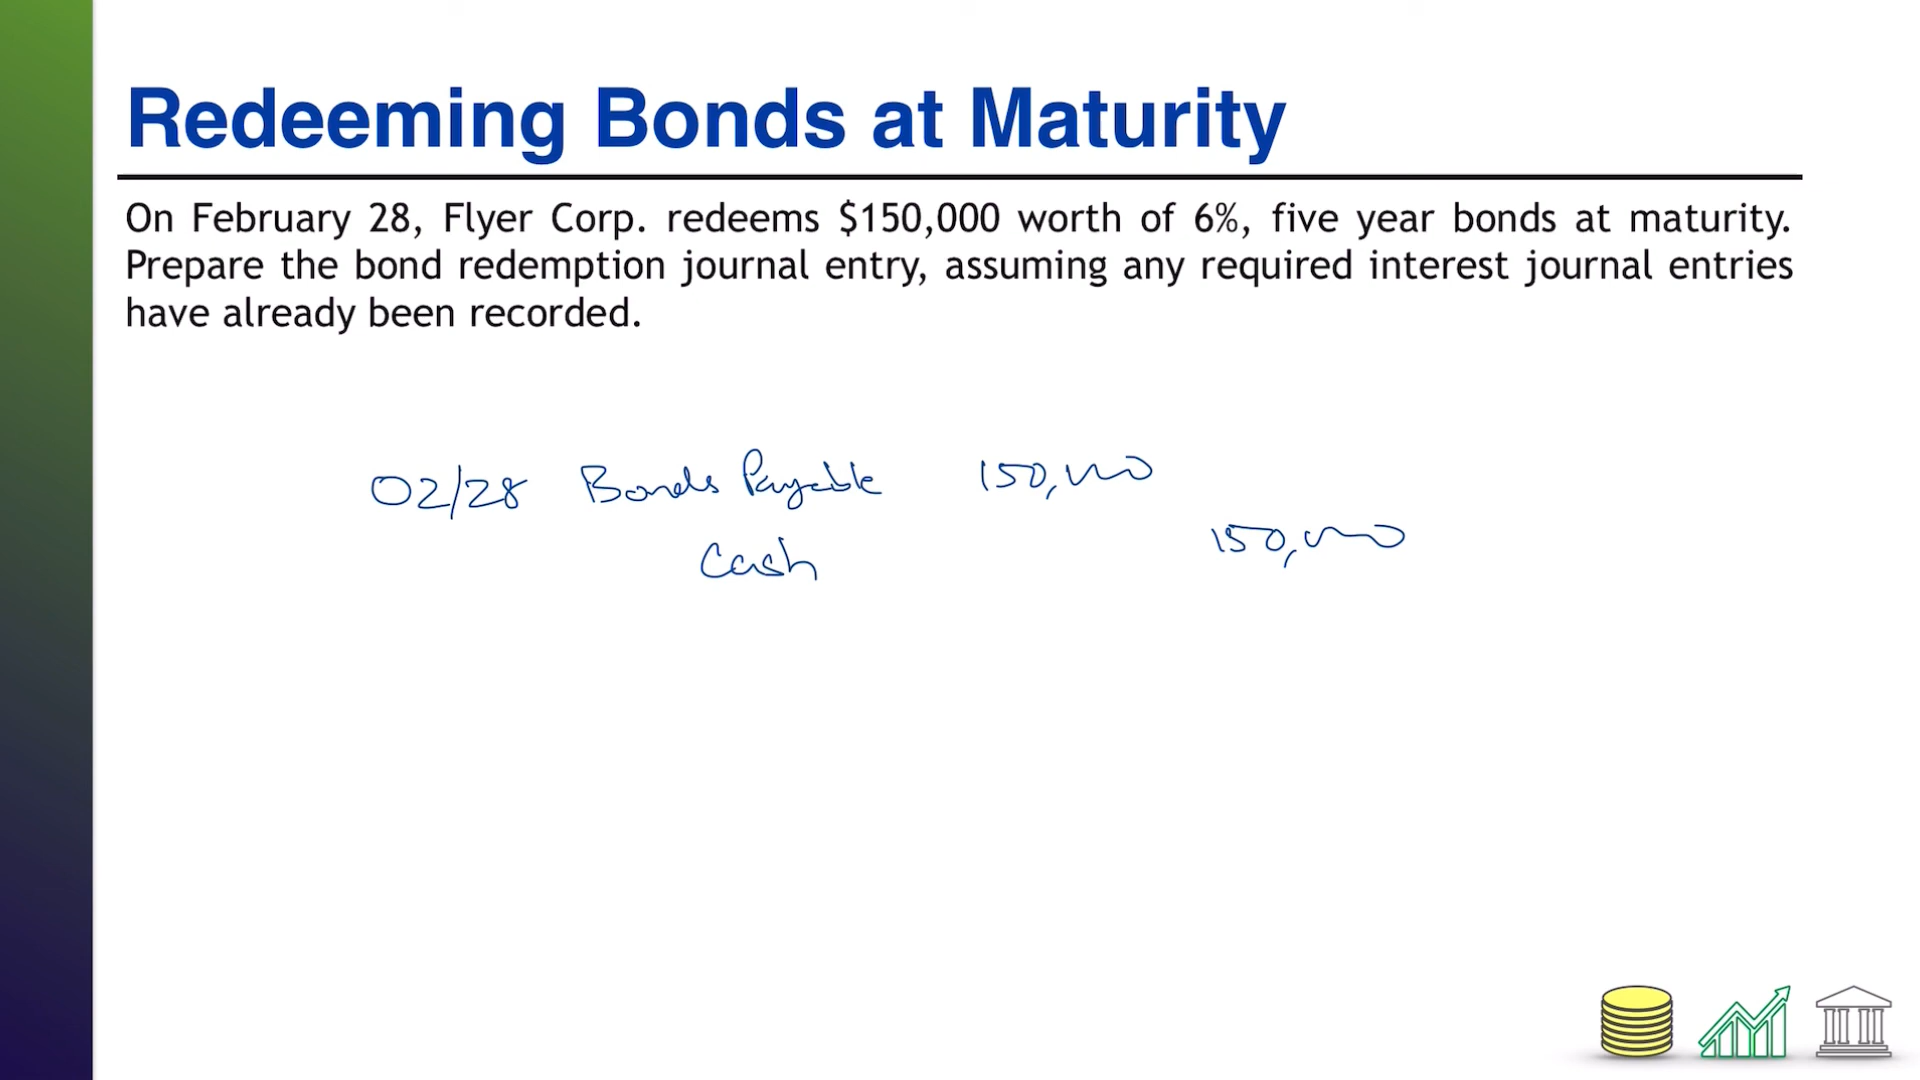 Redeeming Bonds at Maturity
On February 28, Flyer Corp. redeems $150,000 worth of 6%, five year bonds at maturity.
Prepare the bond redemption journal entry, assuming any required interest journal entries
have already been recorded.
02/28 Bonds Payable 150,000
Cash 150,000